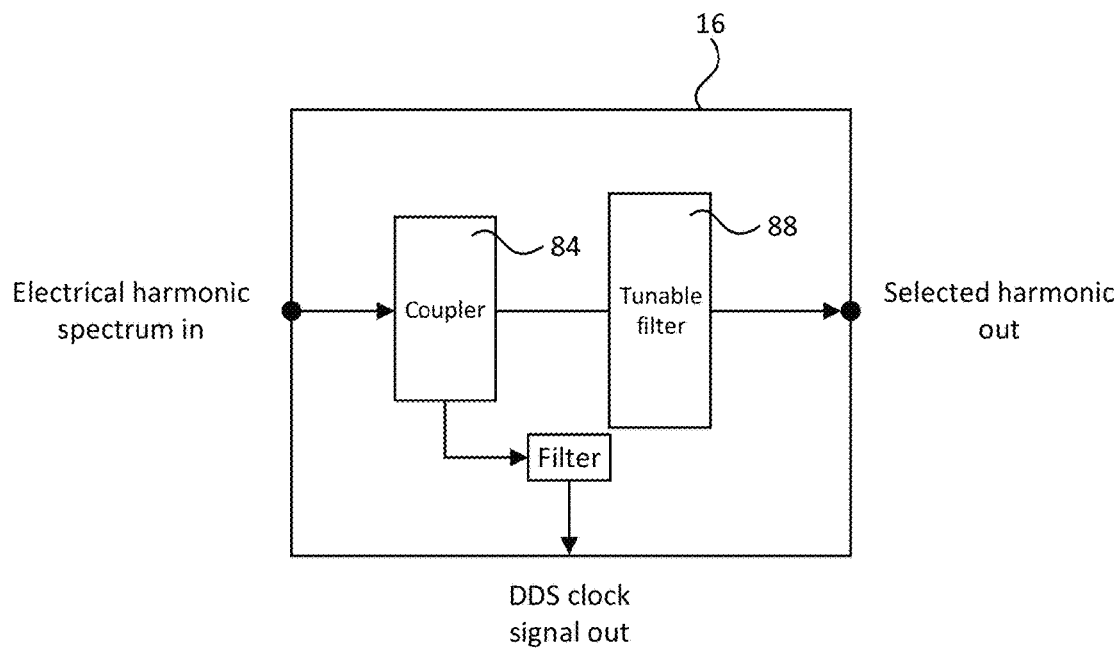 16
84
88
Electrical harmonic
spectrum in
Coupler
Tunable
filter
Selected harmonic
out
Filter
DDS clock
signal out